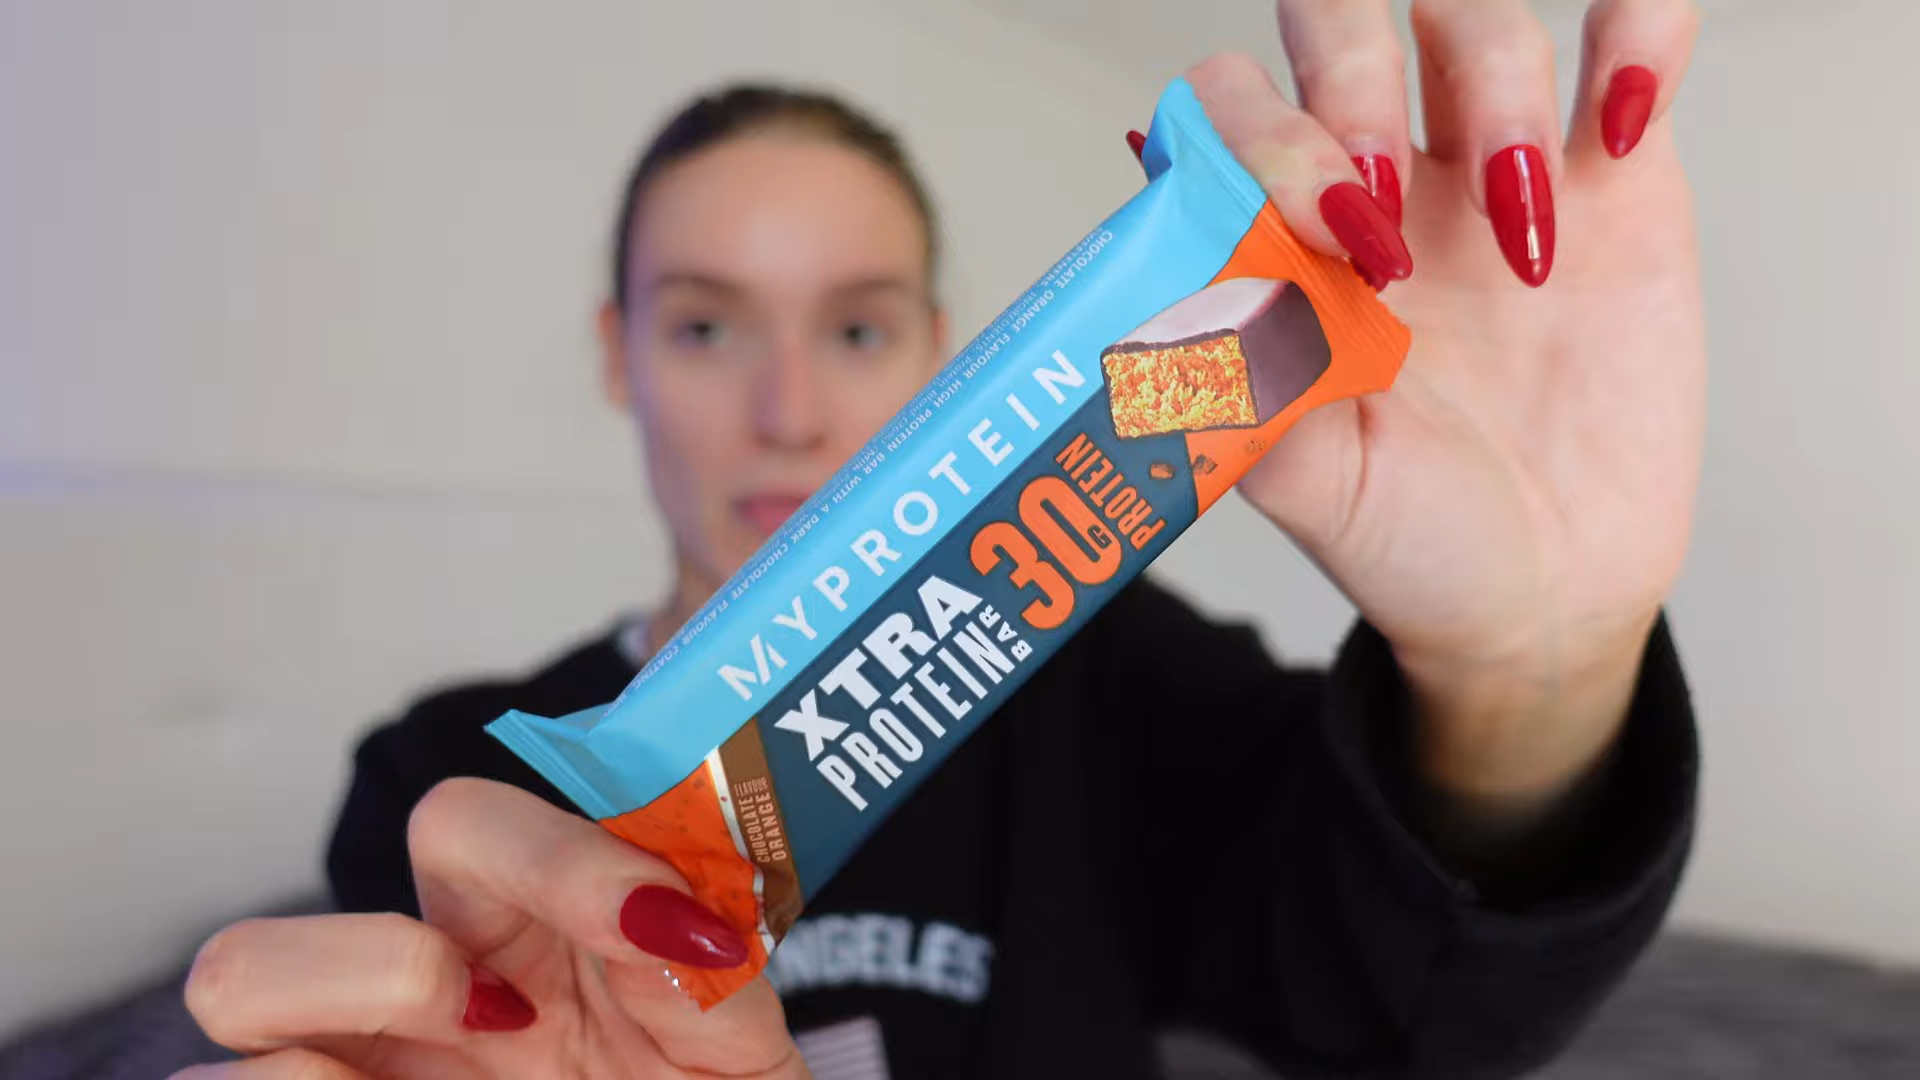 CHOCOLATE ORANGE FLAVOUR HIGH PROTEIN BAR WITH A DARK CHOCOLATE FLAVOUR COATING
MYPROTEIN
XTRA
PROTEIN
BAR
30G
PROTEIN
CHOCOLATE
ORANGE
FLAVOUR
NGELES